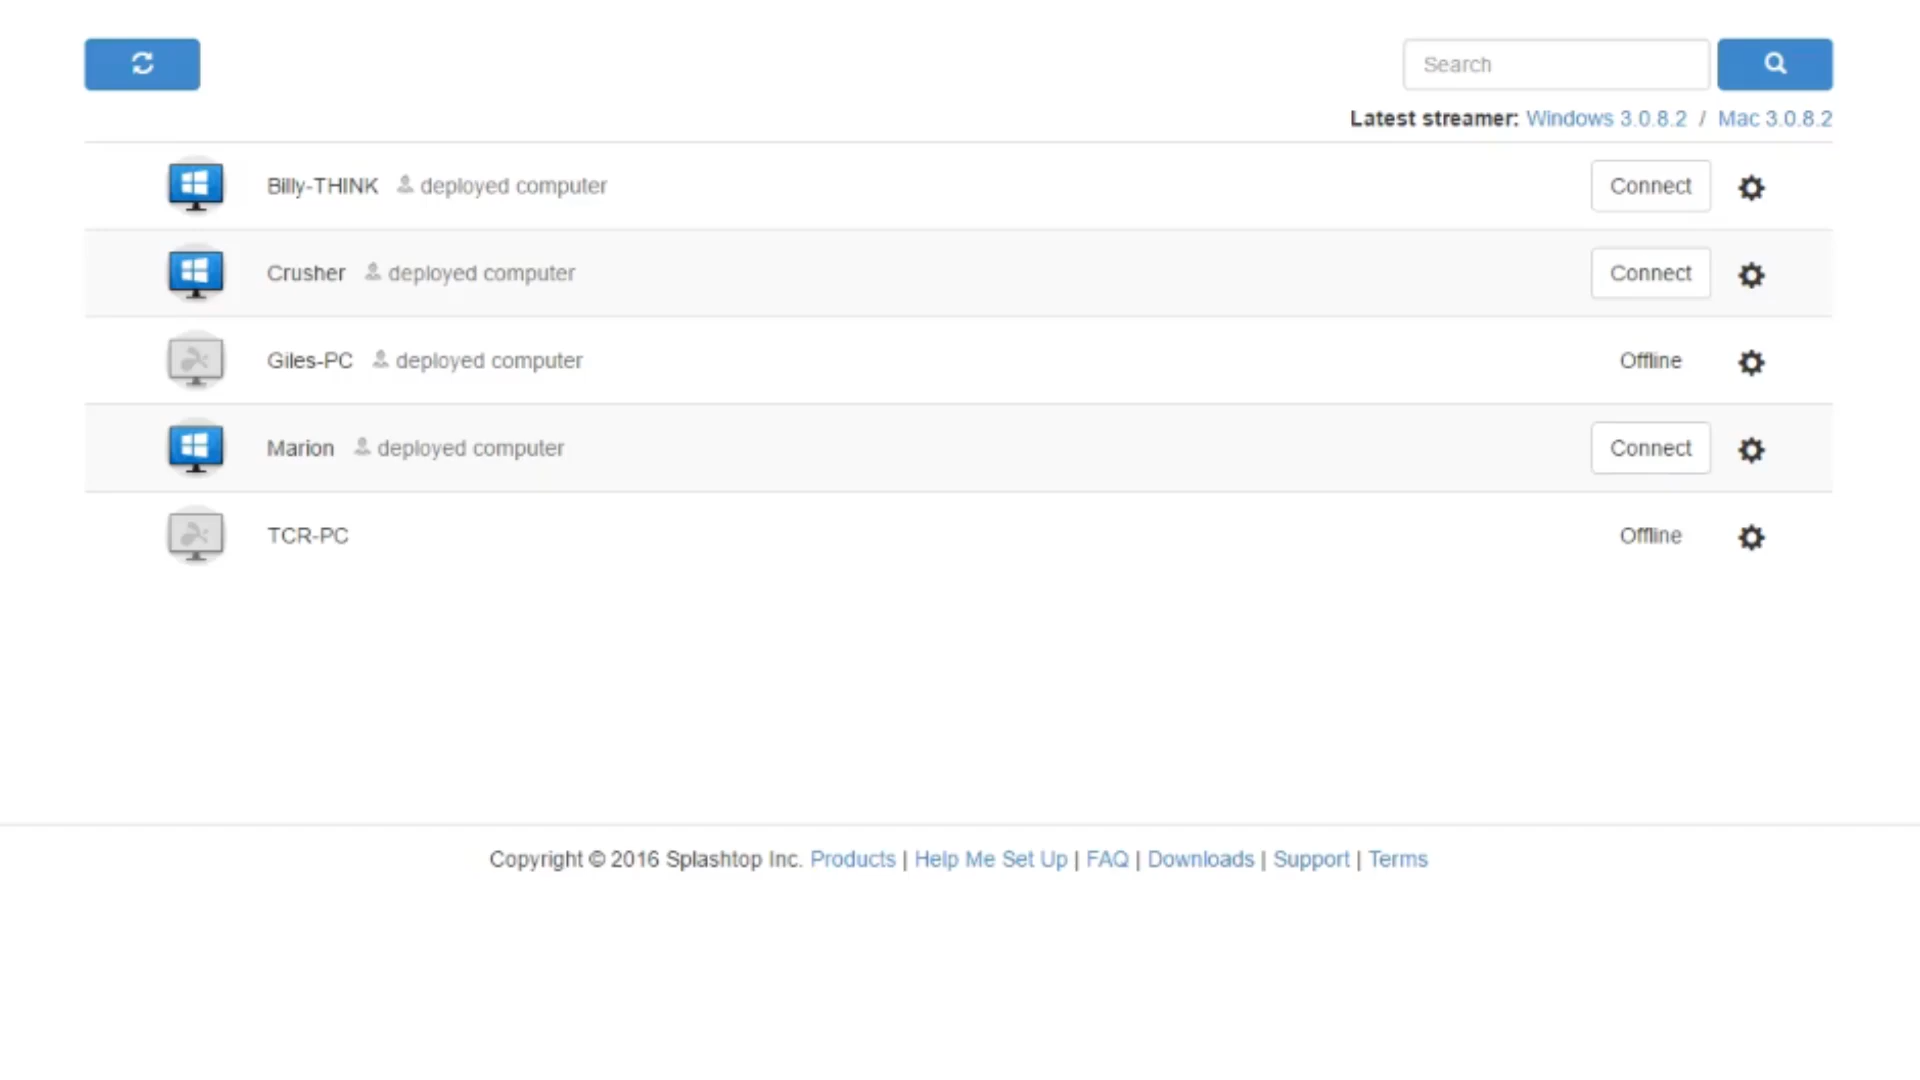 Search
Latest streamer: Windows 3.0.8.2 / Mac 3.0.8.2
Billy-THINK deployed computer Connect
Crusher deployed computer Connect
Giles-PC deployed computer Offline
Marion deployed computer Connect
TCR-PC Offline
Copyright © 2016 Splashtop Inc. Products | Help Me Set Up | FAQ | Downloads | Support | Terms